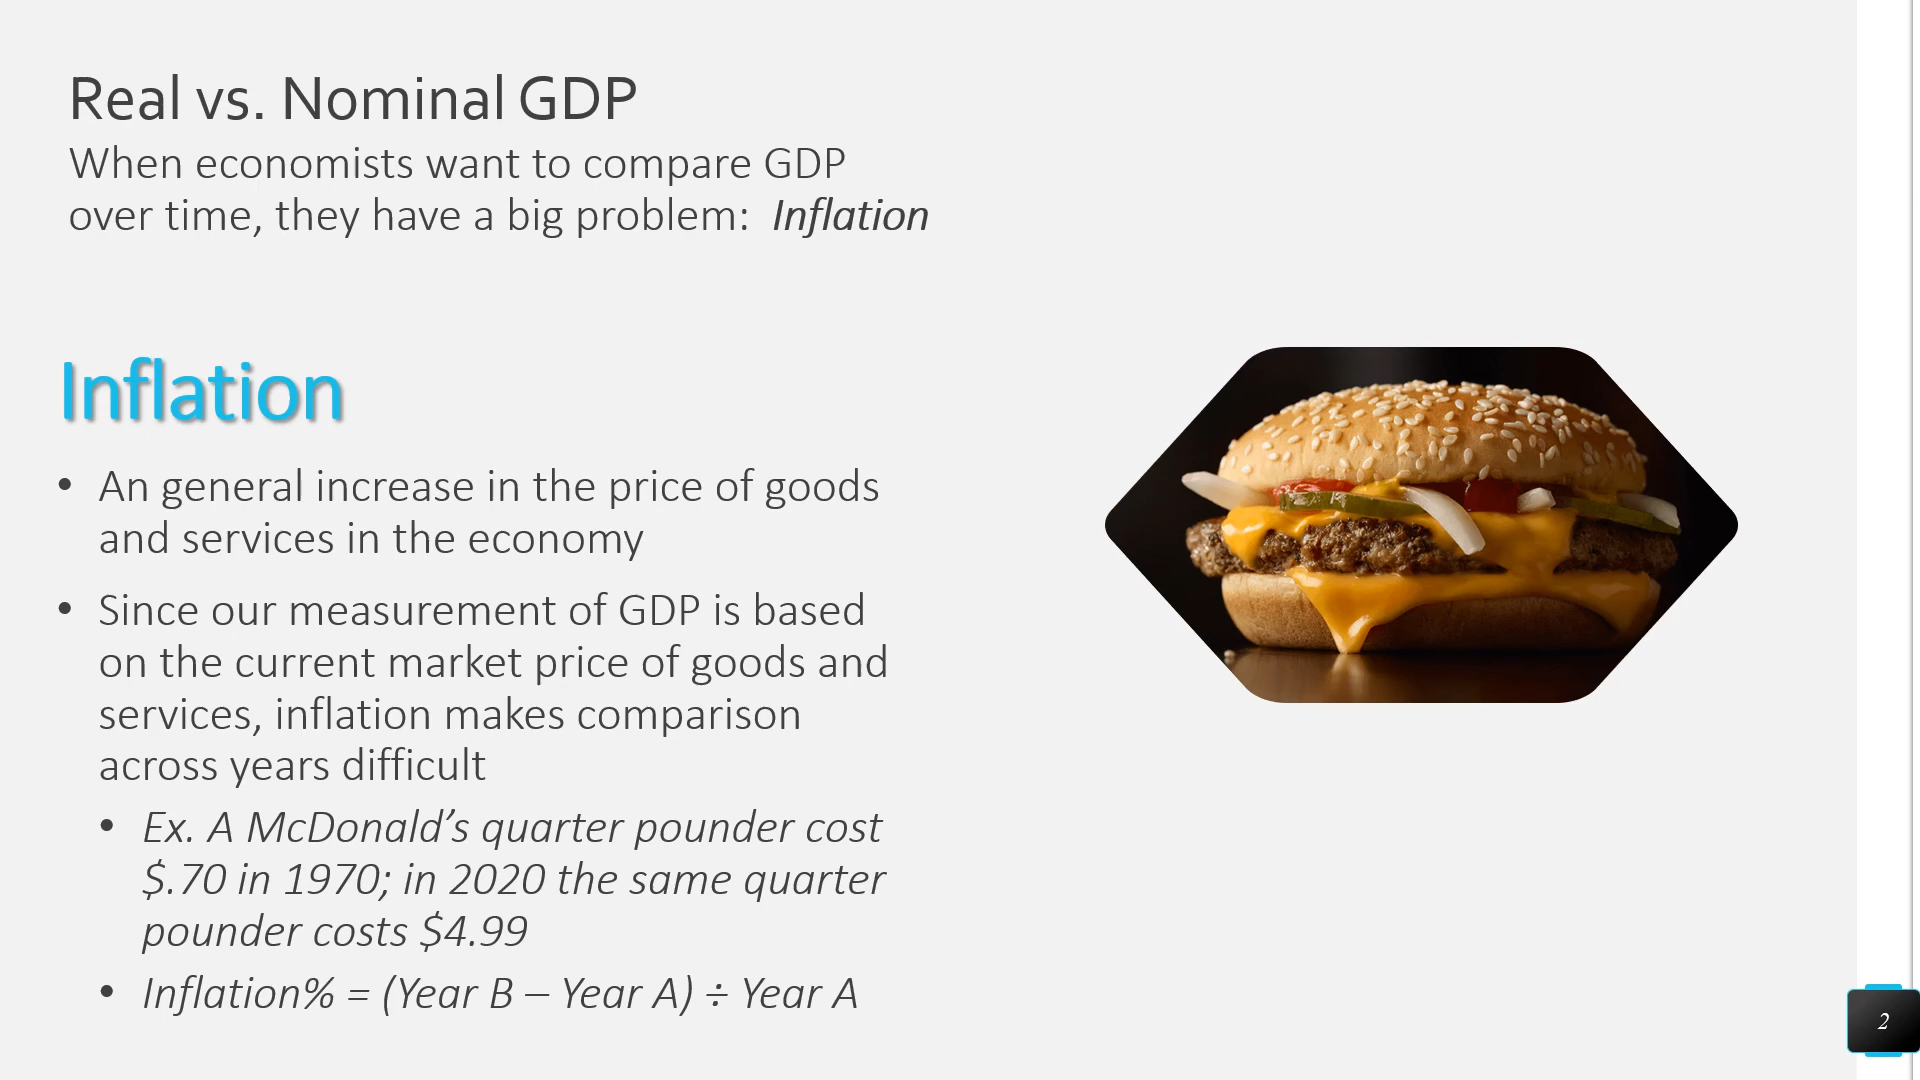 Real vs. Nominal GDP
When economists want to compare GDP
over time, they have a big problem:  Inflation
Inflation
• An general increase in the price of goods
and services in the economy
• Since our measurement of GDP is based
on the current market price of goods and
services, inflation makes comparison
across years difficult
• Ex. A McDonald’s quarter pounder cost
$.70 in 1970; in 2020 the same quarter
pounder costs $4.99
• Inflation% = (Year B – Year A) ÷ Year A
2